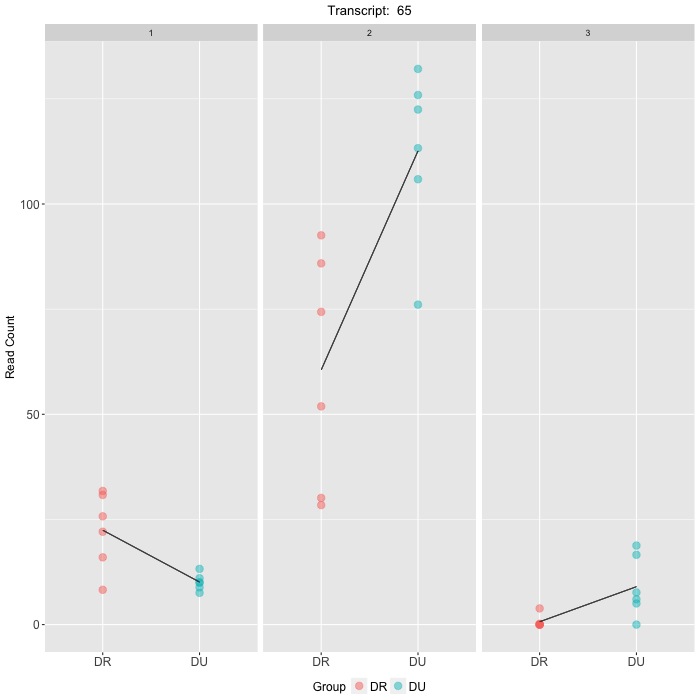 Transcript:  65
1 2 3
Read Count
100
50
0
DR DU DR DU DR DU
Group DR DU